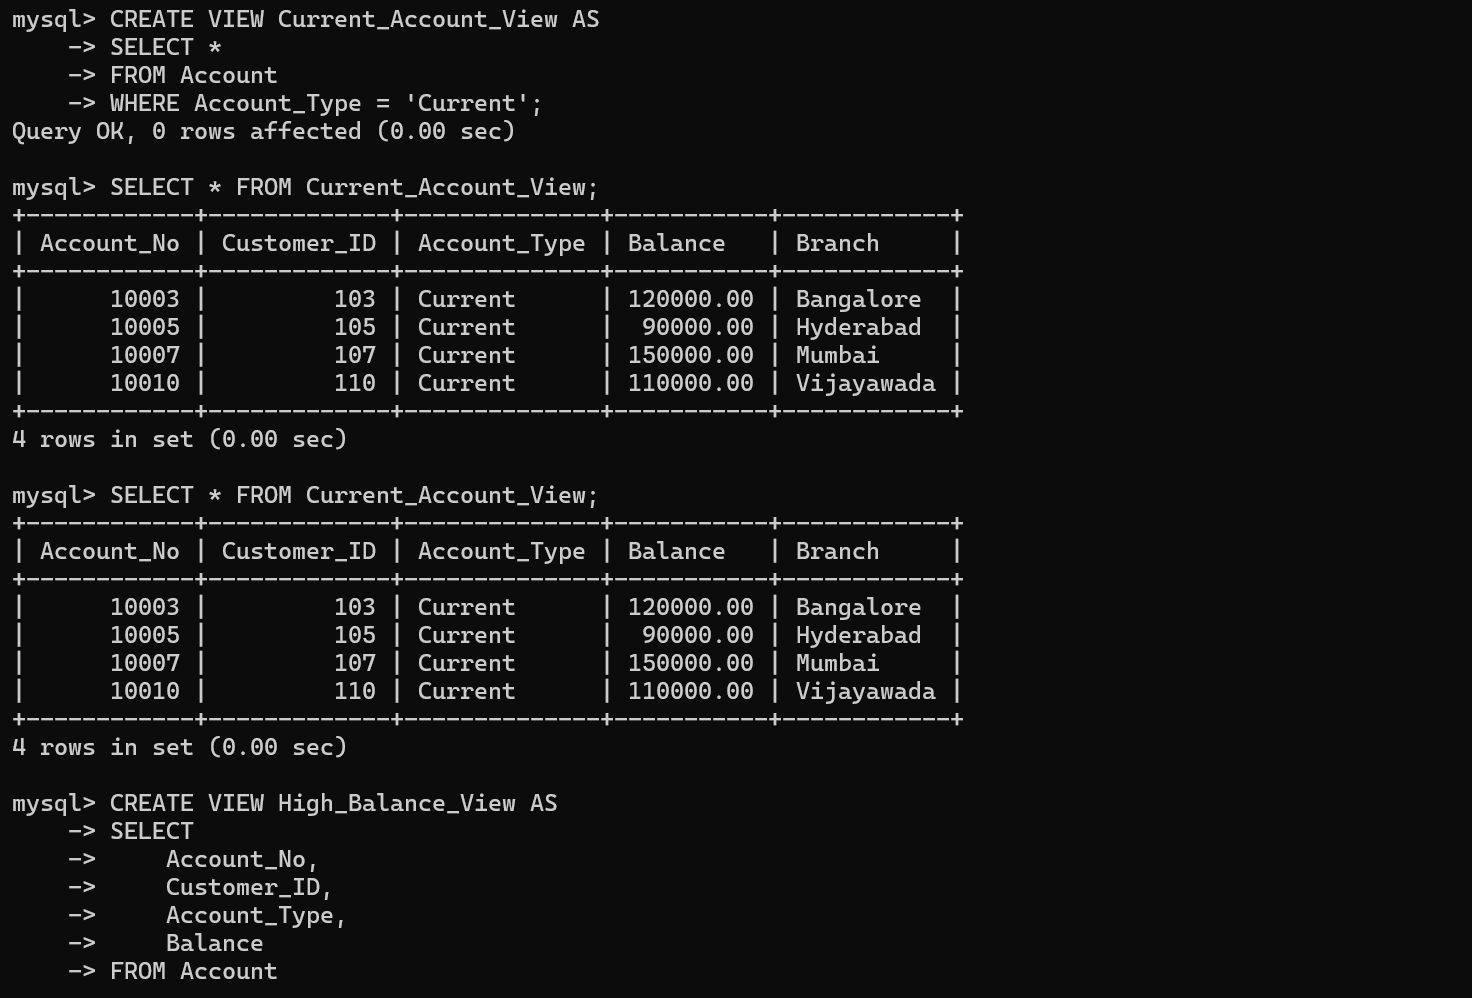 mysql> CREATE VIEW Current_Account_View AS
    -> SELECT *
    -> FROM Account
    -> WHERE Account_Type = 'Current';
Query OK, 0 rows affected (0.00 sec)

mysql> SELECT * FROM Current_Account_View;
+------------+-------------+--------------+-----------+------------+
| Account_No | Customer_ID | Account_Type | Balance   | Branch     |
+------------+-------------+--------------+-----------+------------+
|      10003 |         103 | Current      | 120000.00 | Bangalore  |
|      10005 |         105 | Current      |  90000.00 | Hyderabad  |
|      10007 |         107 | Current      | 150000.00 | Mumbai     |
|      10010 |         110 | Current      | 110000.00 | Vijayawada |
+------------+-------------+--------------+-----------+------------+
4 rows in set (0.00 sec)

mysql> SELECT * FROM Current_Account_View;
+------------+-------------+--------------+-----------+------------+
| Account_No | Customer_ID | Account_Type | Balance   | Branch     |
+------------+-------------+--------------+-----------+------------+
|      10003 |         103 | Current      | 120000.00 | Bangalore  |
|      10005 |         105 | Current      |  90000.00 | Hyderabad  |
|      10007 |         107 | Current      | 150000.00 | Mumbai     |
|      10010 |         110 | Current      | 110000.00 | Vijayawada |
+------------+-------------+--------------+-----------+------------+
4 rows in set (0.00 sec)

mysql> CREATE VIEW High_Balance_View AS
    -> SELECT
    ->     Account_No,
    ->     Customer_ID,
    ->     Account_Type,
    ->     Balance
    -> FROM Account